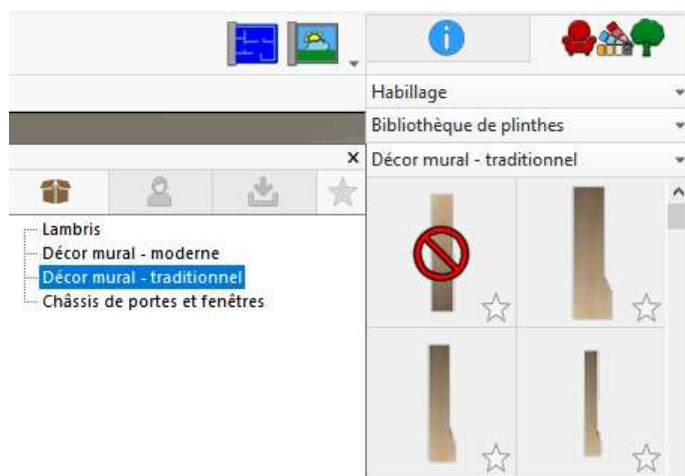 Habillage
Bibliothèque de plinthes
Décor mural - traditionnel
Lambris
Décor mural - moderne
Décor mural - traditionnel
Châssis de portes et fenêtres